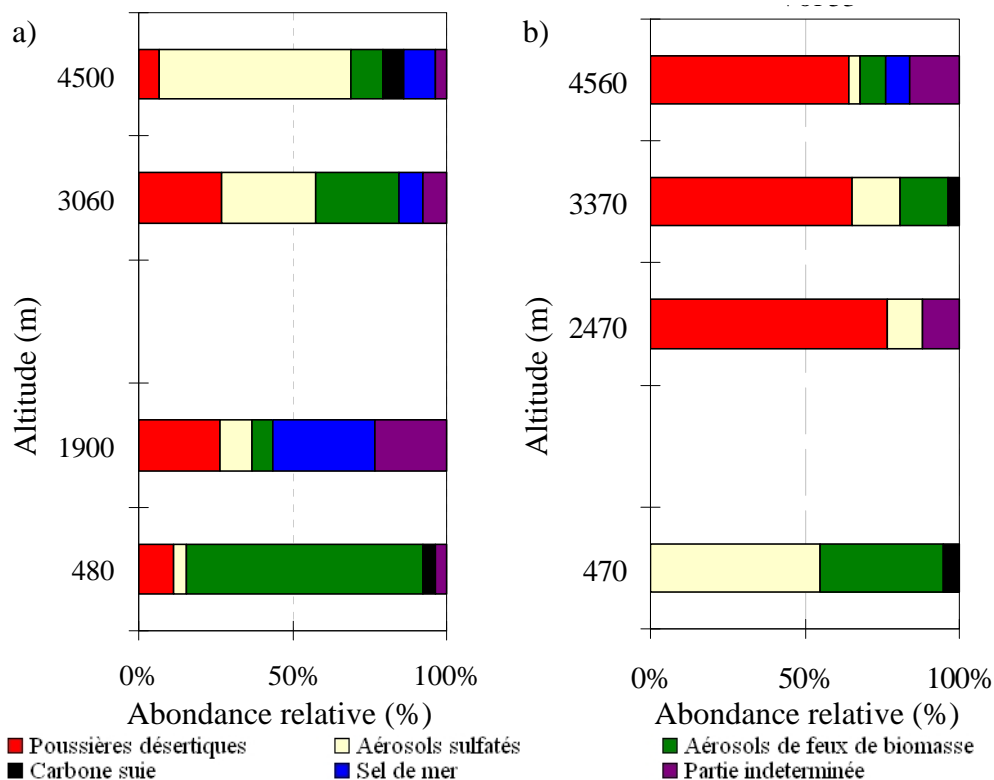 a)
4500
3060
1900
480
Altitude (m)
0% 50% 100%
Abondance relative (%)
b)
4560
3370
2470
470
Altitude (m)
0% 50% 100%
Abondance relative (%)
Poussières désertiques Aérosols sulfatés Aérosols de feux de biomasse
Carbone suie Sel de mer Partie indeterminée